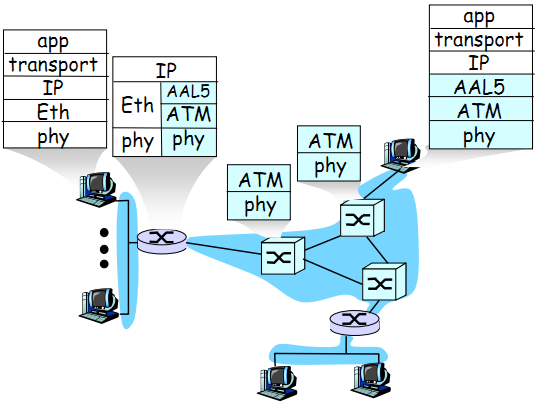 app
transport
IP
Eth
phy
IP
Eth
AAL5
ATM
phy
phy
ATM
phy
ATM
phy
app
transport
IP
AAL5
ATM
phy